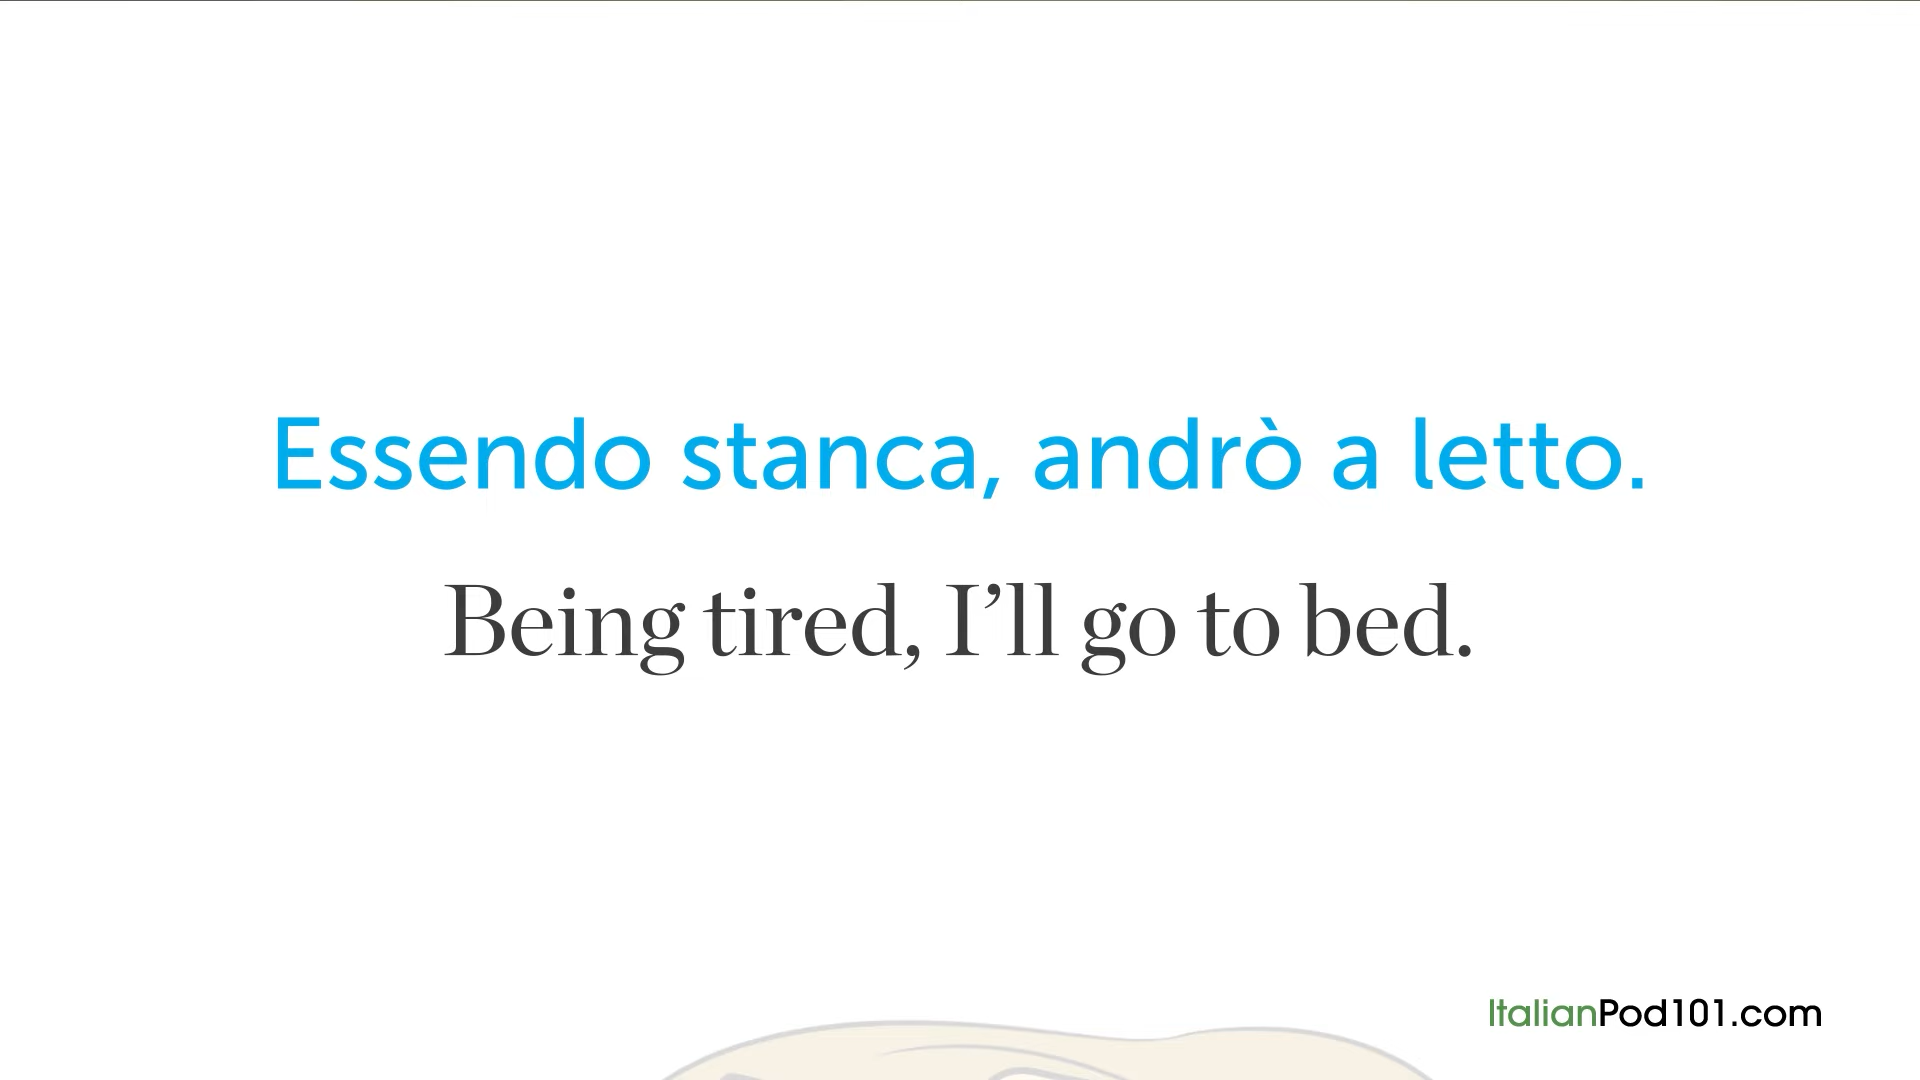 Essendo stanca, andrò a letto.
Being tired, I’ll go to bed.
ItalianPod101.com